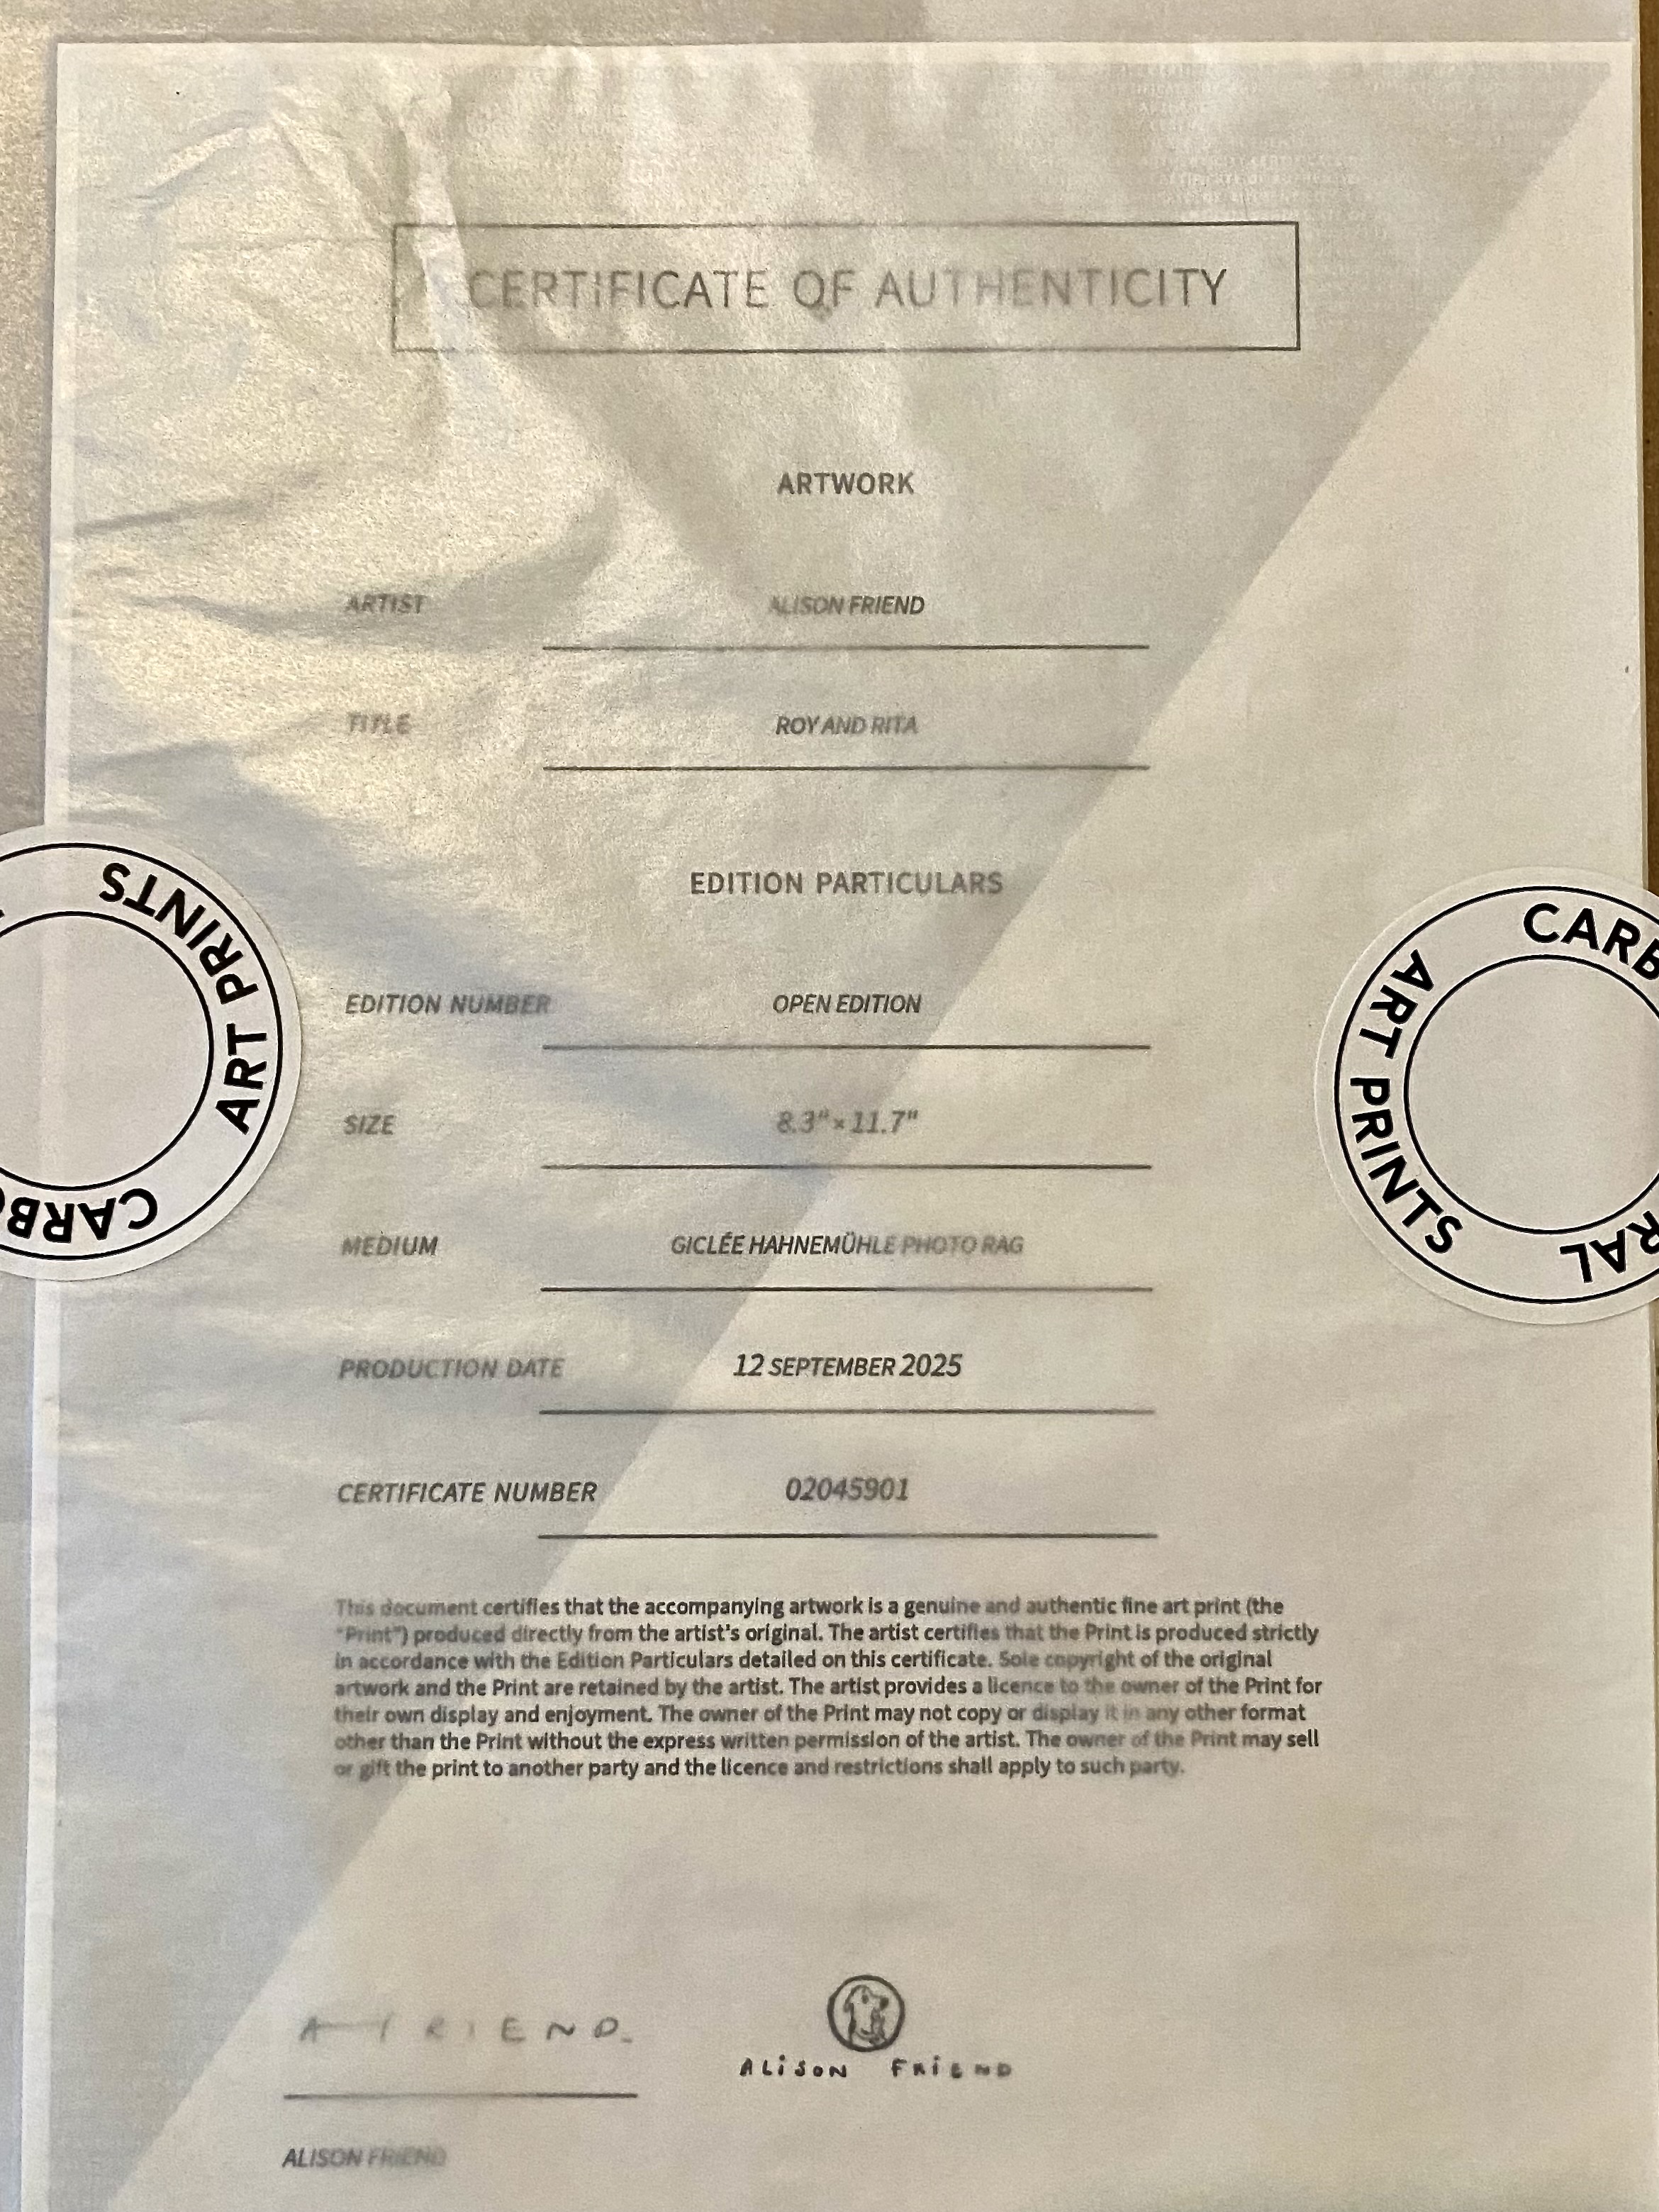 CERTIFICATE OF AUTHENTICITY
ARTWORK
ARTIST ALISON FRIEND
TITLE ROY AND RITA
EDITION PARTICULARS
EDITION NUMBER OPEN EDITION
SIZE 8.3" × 11.7"
MEDIUM GICLÉE HAHNEMÜHLE PHOTO RAG
PRODUCTION DATE 12 SEPTEMBER 2025
CERTIFICATE NUMBER 02045901
This document certifies that the accompanying artwork is a genuine and authentic fine art print (the
"Print") produced directly from the artist's original. The artist certifies that the Print is produced strictly
in accordance with the Edition Particulars detailed on this certificate. Sole copyright of the original
artwork and the Print are retained by the artist. The artist provides a licence to the owner of the Print for
their own display and enjoyment. The owner of the Print may not copy or display it in any other format
other than the Print without the express written permission of the artist. The owner of the Print may sell
or gift the print to another party and the licence and restrictions shall apply to such party.
A FRIEND.
ALISON FRIEND
ALISON FRIEND
ART PRINTS
CARBO
CARB
RAL
ART PRINTS